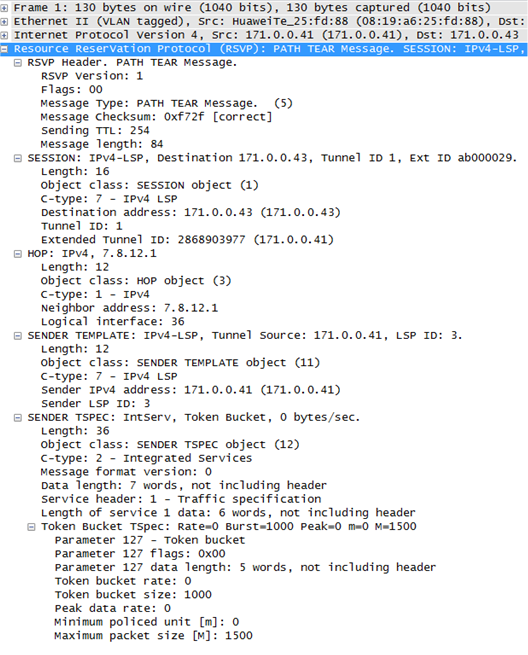 Frame 1: 130 bytes on wire (1040 bits), 130 bytes captured (1040 bits)
Ethernet II (VLAN tagged), Src: HuaweiTe_25:fd:88 (08:19:a6:25:fd:88), Dst:
Internet Protocol Version 4, Src: 171.0.0.41 (171.0.0.41), Dst: 171.0.0.43
Resource ReserVation Protocol (RSVP): PATH TEAR Message. SESSION: IPv4-LSP,
RSVP Header. PATH TEAR Message.
RSVP Version: 1
Flags: 00
Message Type: PATH TEAR Message. (5)
Message Checksum: 0xf72f [correct]
Sending TTL: 254
Message length: 84
SESSION: IPv4-LSP, Destination 171.0.0.43, Tunnel ID 1, Ext ID ab000029.
Length: 16
Object class: SESSION object (1)
C-type: 7 - IPv4 LSP
Destination address: 171.0.0.43 (171.0.0.43)
Tunnel ID: 1
Extended Tunnel ID: 2868903977 (171.0.0.41)
HOP: IPv4, 7.8.12.1
Length: 12
Object class: HOP object (3)
C-type: 1 - IPv4
Neighbor address: 7.8.12.1
Logical interface: 36
SENDER TEMPLATE: IPv4-LSP, Tunnel Source: 171.0.0.41, LSP ID: 3.
Length: 12
Object class: SENDER TEMPLATE object (11)
C-type: 7 - IPv4 LSP
Sender IPv4 address: 171.0.0.41 (171.0.0.41)
Sender LSP ID: 3
SENDER TSPEC: IntServ, Token Bucket, 0 bytes/sec.
Length: 36
Object class: SENDER TSPEC object (12)
C-type: 2 - Integrated Services
Message format version: 0
Data length: 7 words, not including header
Service header: 1 - Traffic specification
Length of service 1 data: 6 words, not including header
Token Bucket TSpec: Rate=0 Burst=1000 Peak=0 m=0 M=1500
Parameter 127 - Token bucket
Parameter 127 flags: 0x00
Parameter 127 data length: 5 words, not including header
Token bucket rate: 0
Token bucket size: 1000
Peak data rate: 0
Minimum policed unit [m]: 0
Maximum packet size [M]: 1500